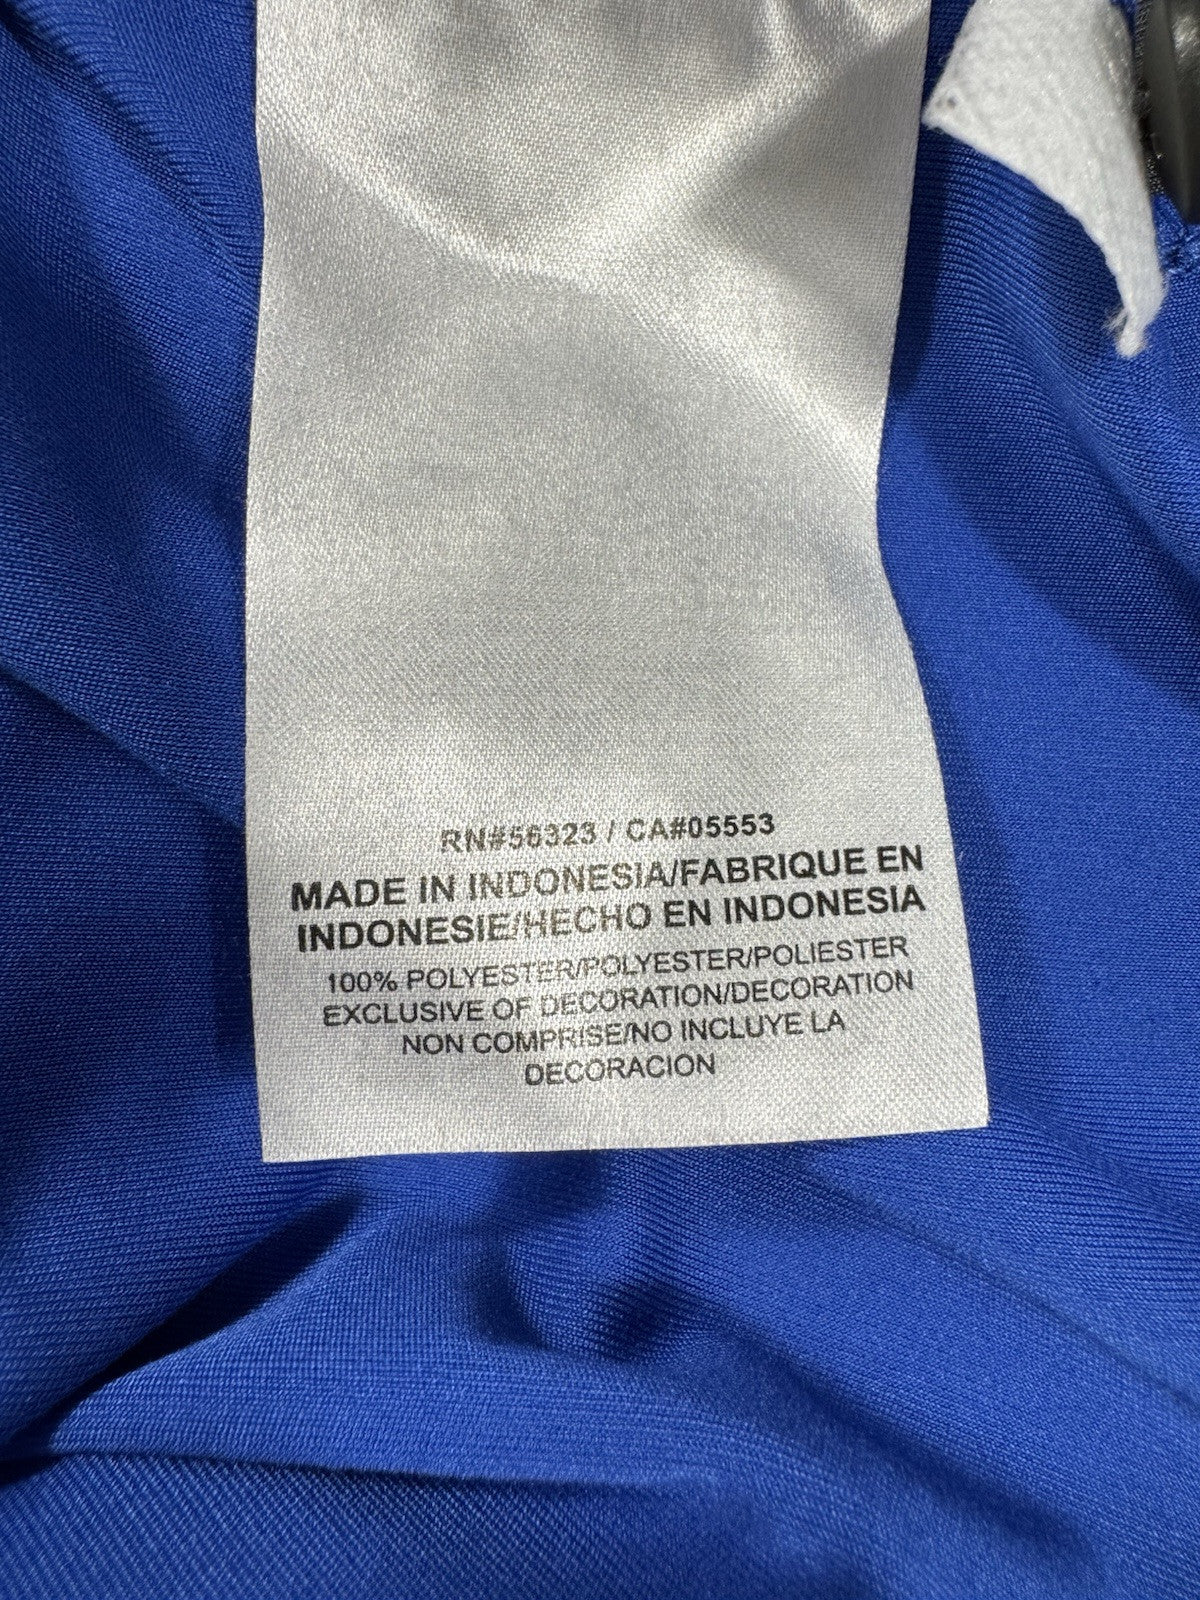 RN#56323 / CA#05553
MADE IN INDONESIA/FABRIQUE EN
INDONESIE/HECHO EN INDONESIA
100% POLYESTER/POLYESTER/POLIESTER
EXCLUSIVE OF DECORATION/DECORATION
NON COMPRISE/NO INCLUYE LA
DECORACION